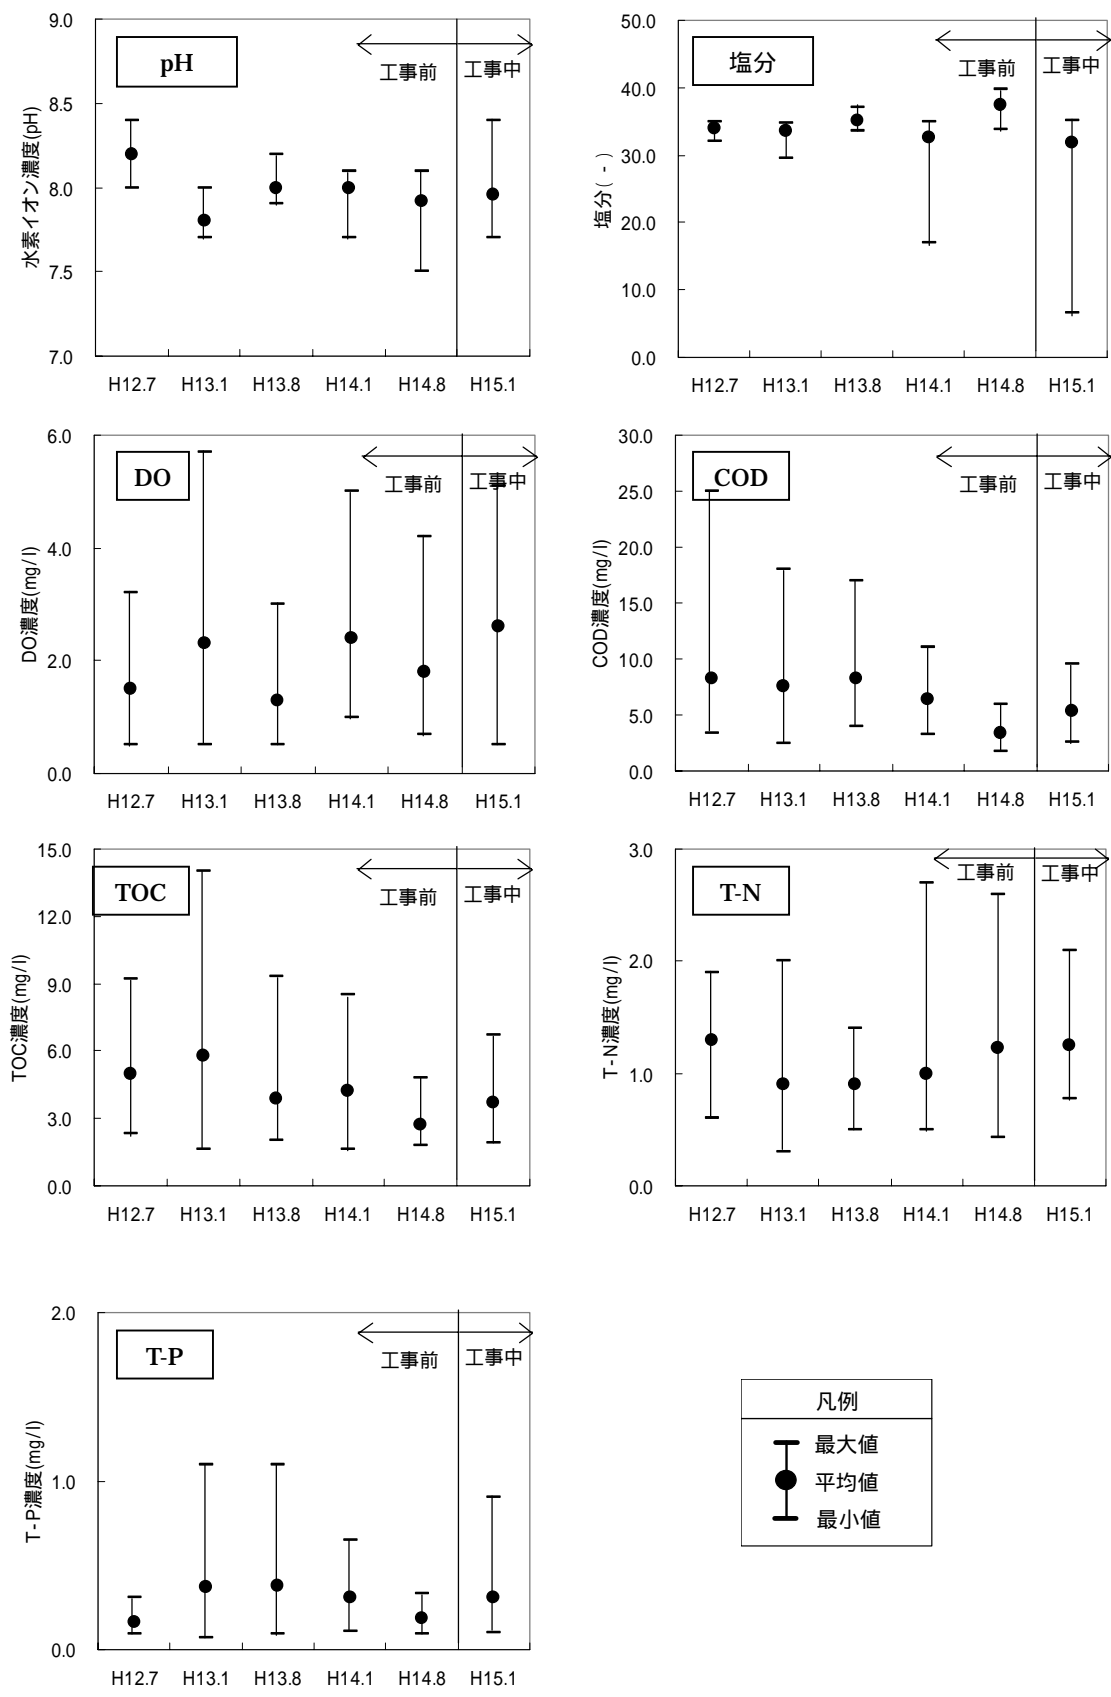 pH
工事前
工事中
水素イオン濃度(pH)
9.0
8.5
8.0
7.5
7.0
H12.7 H13.1 H13.8 H14.1 H14.8 H15.1
塩分
工事前
工事中
塩分( - )
50.0
40.0
30.0
20.0
10.0
0.0
H12.7 H13.1 H13.8 H14.1 H14.8 H15.1
DO
工事前
工事中
DO濃度(mg/l)
6.0
4.0
2.0
0.0
H12.7 H13.1 H13.8 H14.1 H14.8 H15.1
COD
工事前
工事中
COD濃度(mg/l)
30.0
25.0
20.0
15.0
10.0
5.0
0.0
H12.7 H13.1 H13.8 H14.1 H14.8 H15.1
TOC
工事前
工事中
TOC濃度(mg/l)
15.0
12.0
9.0
6.0
3.0
0.0
H12.7 H13.1 H13.8 H14.1 H14.8 H15.1
T-N
工事前
工事中
T-N濃度(mg/l)
3.0
2.0
1.0
0.0
H12.7 H13.1 H13.8 H14.1 H14.8 H15.1
T-P
工事前
工事中
T-P濃度(mg/l)
2.0
1.0
0.0
H12.7 H13.1 H13.8 H14.1 H14.8 H15.1
凡例
最大値
平均値
最小値